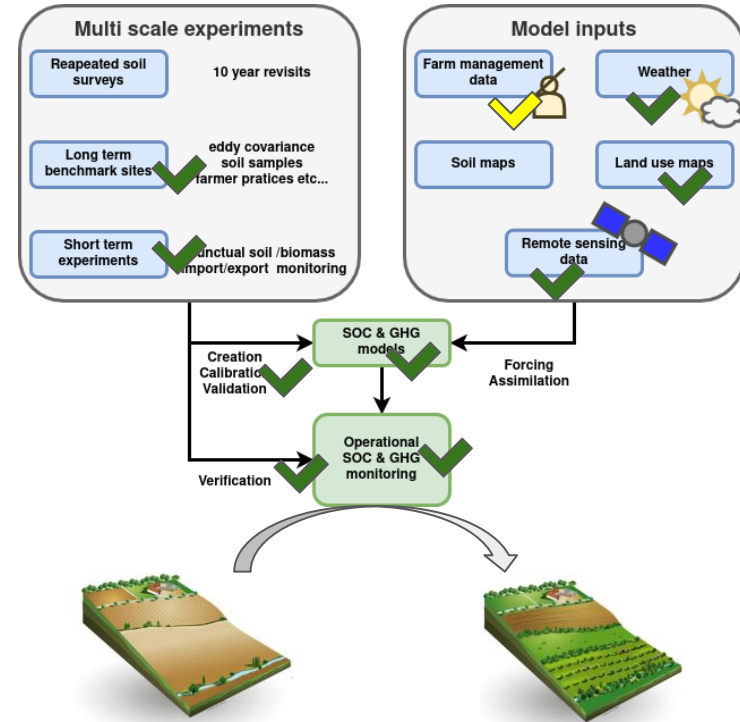 Multi scale experiments
Reapeated soil
surveys
10 year revisits
Long term
benchmark sites
eddy covariance
soil samples
farmer pratices etc...
Short term
experiments
soil /biomass
import/export monitoring
Model inputs
Farm management
data
Weather
Soil maps
Land use maps
Remote sensing
data
SOC & GHG
models
Creation
Calibration
Validation
Forcing
Assimilation
Operational
SOC & GHG
monitoring
Verification